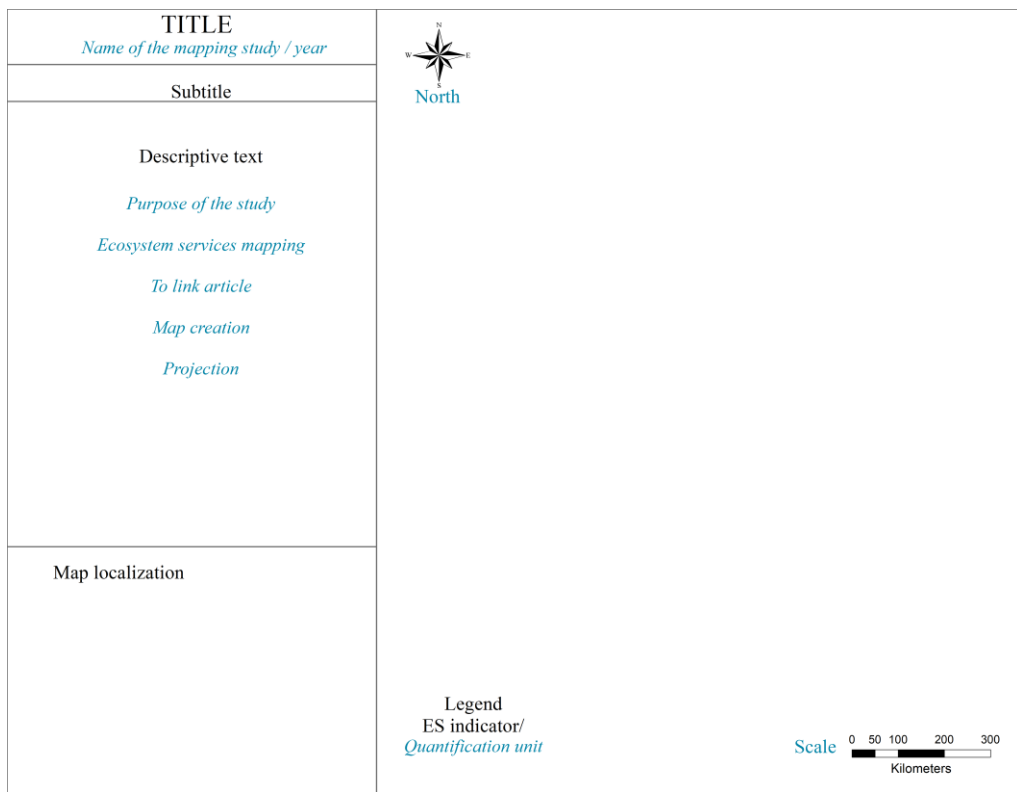 TITLE
Name of the mapping study / year
Subtitle
Descriptive text
Purpose of the study
Ecosystem services mapping
To link article
Map creation
Projection
Map localization
N
W E
S
North
Legend
ES indicator/
Quantification unit
Scale
0 50 100 200 300
Kilometers